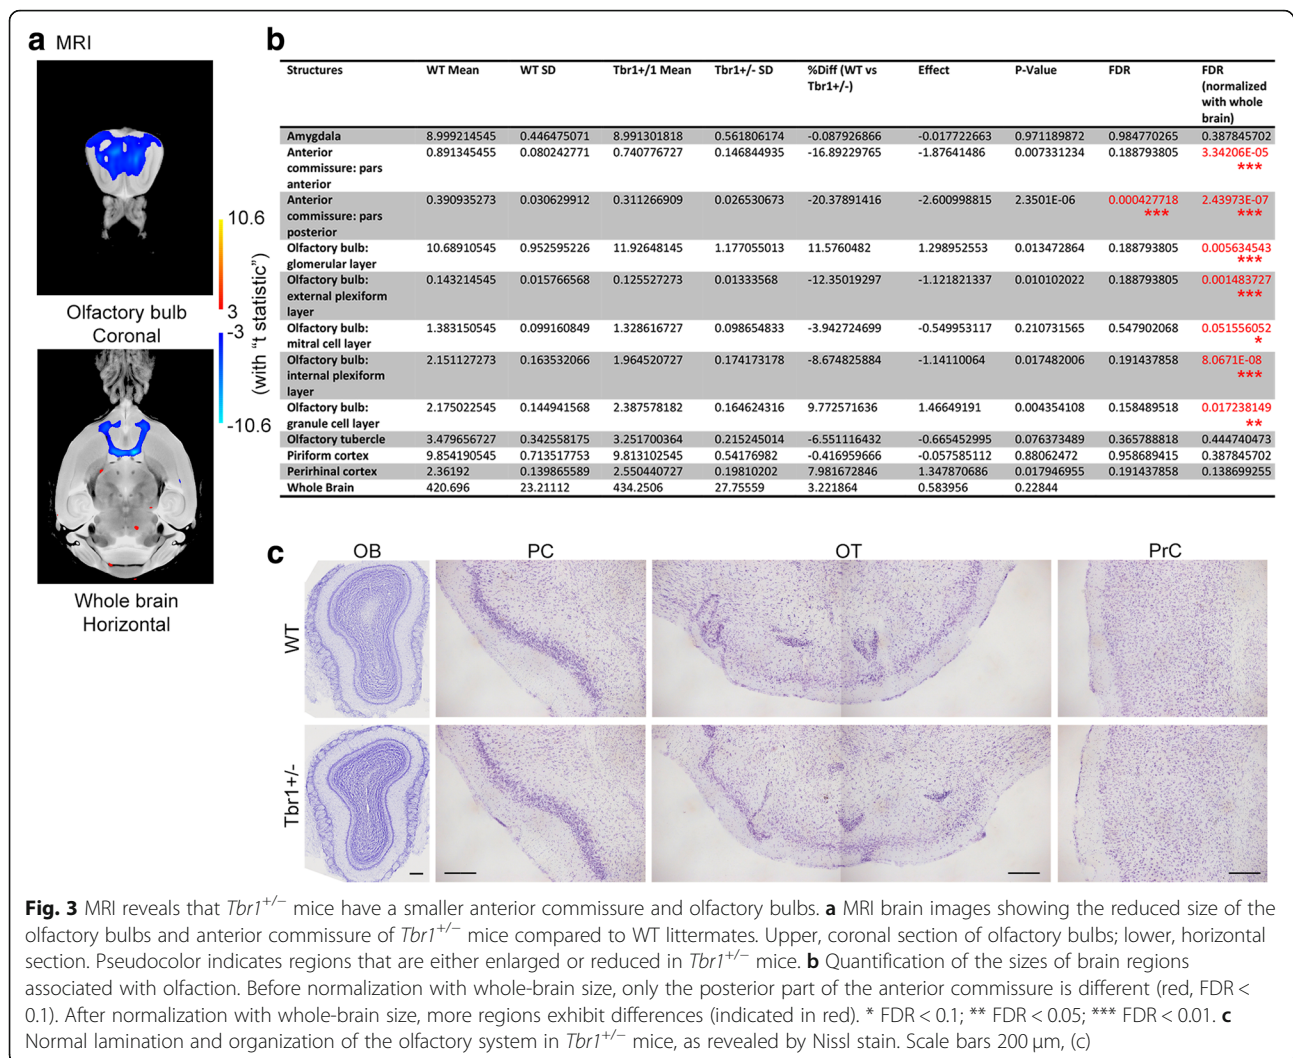 a MRI
10.6
3
-3
-10.6
(with “t statistic”)
Olfactory bulb
Coronal
Whole brain
Horizontal
b
Structures WT Mean WT SD Tbr1+/1 Mean Tbr1+/- SD %Diff (WT vs Tbr1+/-) Effect P-Value FDR FDR (normalized with whole brain)
Amygdala 8.999214545 0.446475071 8.991301818 0.561806174 -0.087926866 -0.017722663 0.971189872 0.984770265 0.387845702
Anterior commissure: pars anterior 0.891345455 0.080242771 0.740776727 0.146844935 -16.89229765 -1.87641486 0.007331234 0.188793805 3.34206E-05 ***
Anterior commissure: pars posterior 0.390935273 0.030629912 0.311266909 0.026530673 -20.37891416 -2.600998815 2.3501E-06 0.000427718 *** 2.43973E-07 ***
Olfactory bulb: glomerular layer 10.68910545 0.952595226 11.92648145 1.177055013 11.5760482 1.298952553 0.013472864 0.188793805 0.005634543 ***
Olfactory bulb: external plexiform layer 0.143214545 0.015766568 0.125527273 0.01333568 -12.35019297 -1.121821337 0.010102022 0.188793805 0.001483727 ***
Olfactory bulb: mitral cell layer 1.383150545 0.099160849 1.328616727 0.098654833 -3.942724699 -0.549953117 0.210731565 0.547902068 0.051556052 *
Olfactory bulb: internal plexiform layer 2.151127273 0.163532066 1.964520727 0.174173178 -8.674825884 -1.14110064 0.017482006 0.191437858 8.0671E-08 ***
Olfactory bulb: granule cell layer 2.175022545 0.144941568 2.387578182 0.164624316 9.772571636 1.46649191 0.004354108 0.158489518 0.017238149 **
Olfactory tubercle 3.479656727 0.342558175 3.251700364 0.215245014 -6.551116432 -0.665452995 0.076373489 0.365788818 0.444740473
Piriform cortex 9.854190545 0.713517753 9.813102545 0.54176982 -0.416959666 -0.057585112 0.88062472 0.958689415 0.387845702
Perirhinal cortex 2.36192 0.139865589 2.550440727 0.19810202 7.981672846 1.347870686 0.017946955 0.191437858 0.138699255
Whole Brain 420.696 23.21112 434.2506 27.75559 3.221864 0.583956 0.22844
c
OB PC OT PrC
WT
Tbr1+/-
Fig. 3 MRI reveals that Tbr1+/− mice have a smaller anterior commissure and olfactory bulbs. a MRI brain images showing the reduced size of the
olfactory bulbs and anterior commissure of Tbr1+/− mice compared to WT littermates. Upper, coronal section of olfactory bulbs; lower, horizontal
section. Pseudocolor indicates regions that are either enlarged or reduced in Tbr1+/− mice. b Quantification of the sizes of brain regions
associated with olfaction. Before normalization with whole-brain size, only the posterior part of the anterior commissure is different (red, FDR <
0.1). After normalization with whole-brain size, more regions exhibit differences (indicated in red). * FDR < 0.1; ** FDR < 0.05; *** FDR < 0.01. c
Normal lamination and organization of the olfactory system in Tbr1+/− mice, as revealed by Nissl stain. Scale bars 200 μm, (c)